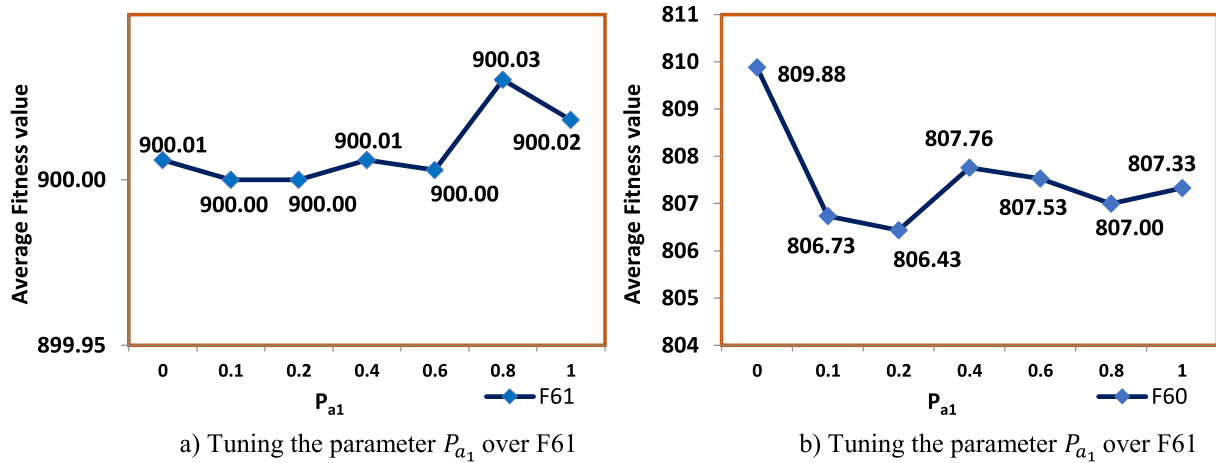 Average Fitness value
900.00
899.95
900.01
900.00
900.00
900.01
900.00
900.03
900.02
0 0.1 0.2 0.4 0.6 0.8 1
Pa1
F61
a) Tuning the parameter Pa1 over F61
Average Fitness value
811
810
809
808
807
806
805
804
809.88
806.73
806.43
807.76
807.53
807.00
807.33
0 0.1 0.2 0.4 0.6 0.8 1
Pa1
F60
b) Tuning the parameter Pa1 over F61